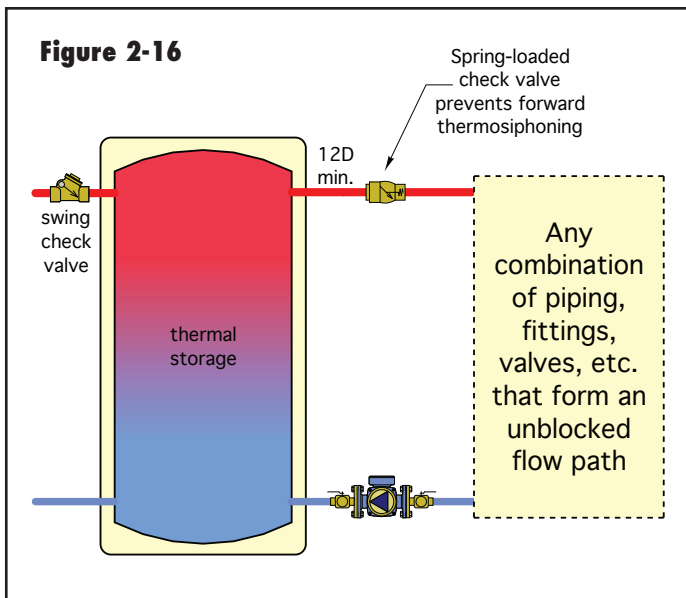 Figure 2-16
Spring-loaded
check valve
prevents forward
thermosiphoning
12D
min.
swing
check
valve
thermal
storage
Any
combination
of piping,
fittings,
valves, etc.
that form an
unblocked
flow path